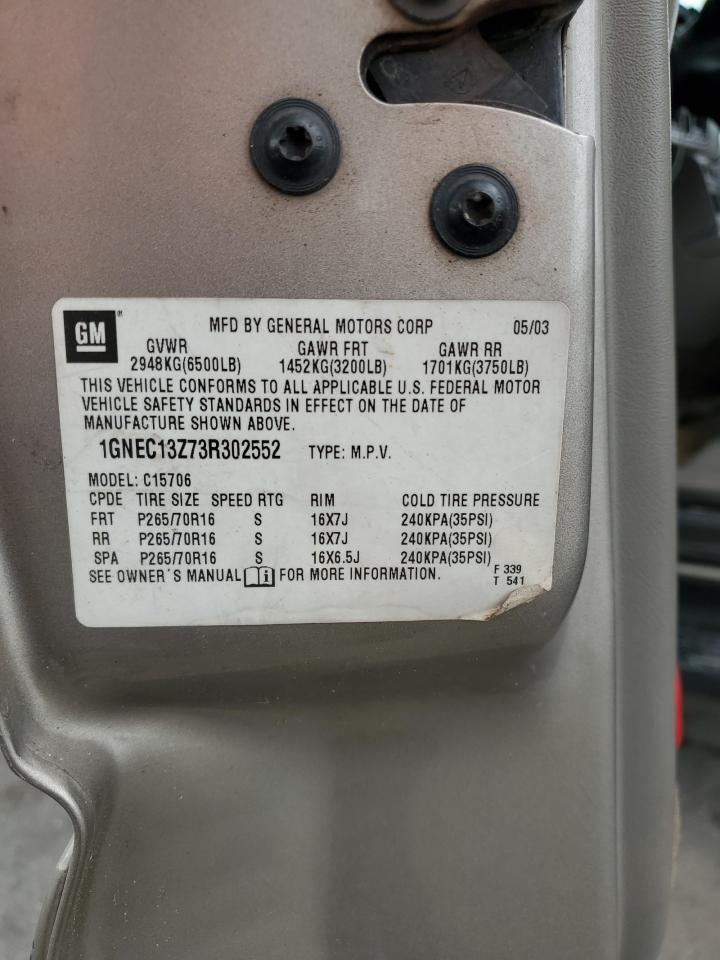 GM ®
MFD BY GENERAL MOTORS CORP 05/03
GVWR GAWR FRT GAWR RR
2948KG(6500LB) 1452KG(3200LB) 1701KG(3750LB)
THIS VEHICLE CONFORMS TO ALL APPLICABLE U.S. FEDERAL MOTOR
VEHICLE SAFETY STANDARDS IN EFFECT ON THE DATE OF
MANUFACTURE SHOWN ABOVE.
1GNEC13Z73R302552 TYPE: M.P.V.
MODEL: C15706
CPDE TIRE SIZE SPEED RTG RIM COLD TIRE PRESSURE
FRT P265/70R16 S 16X7J 240KPA(35PSI)
RR P265/70R16 S 16X7J 240KPA(35PSI)
SPA P265/70R16 S 16X6.5J 240KPA(35PSI)
SEE OWNER'S MANUAL i FOR MORE INFORMATION. F 339
T 541